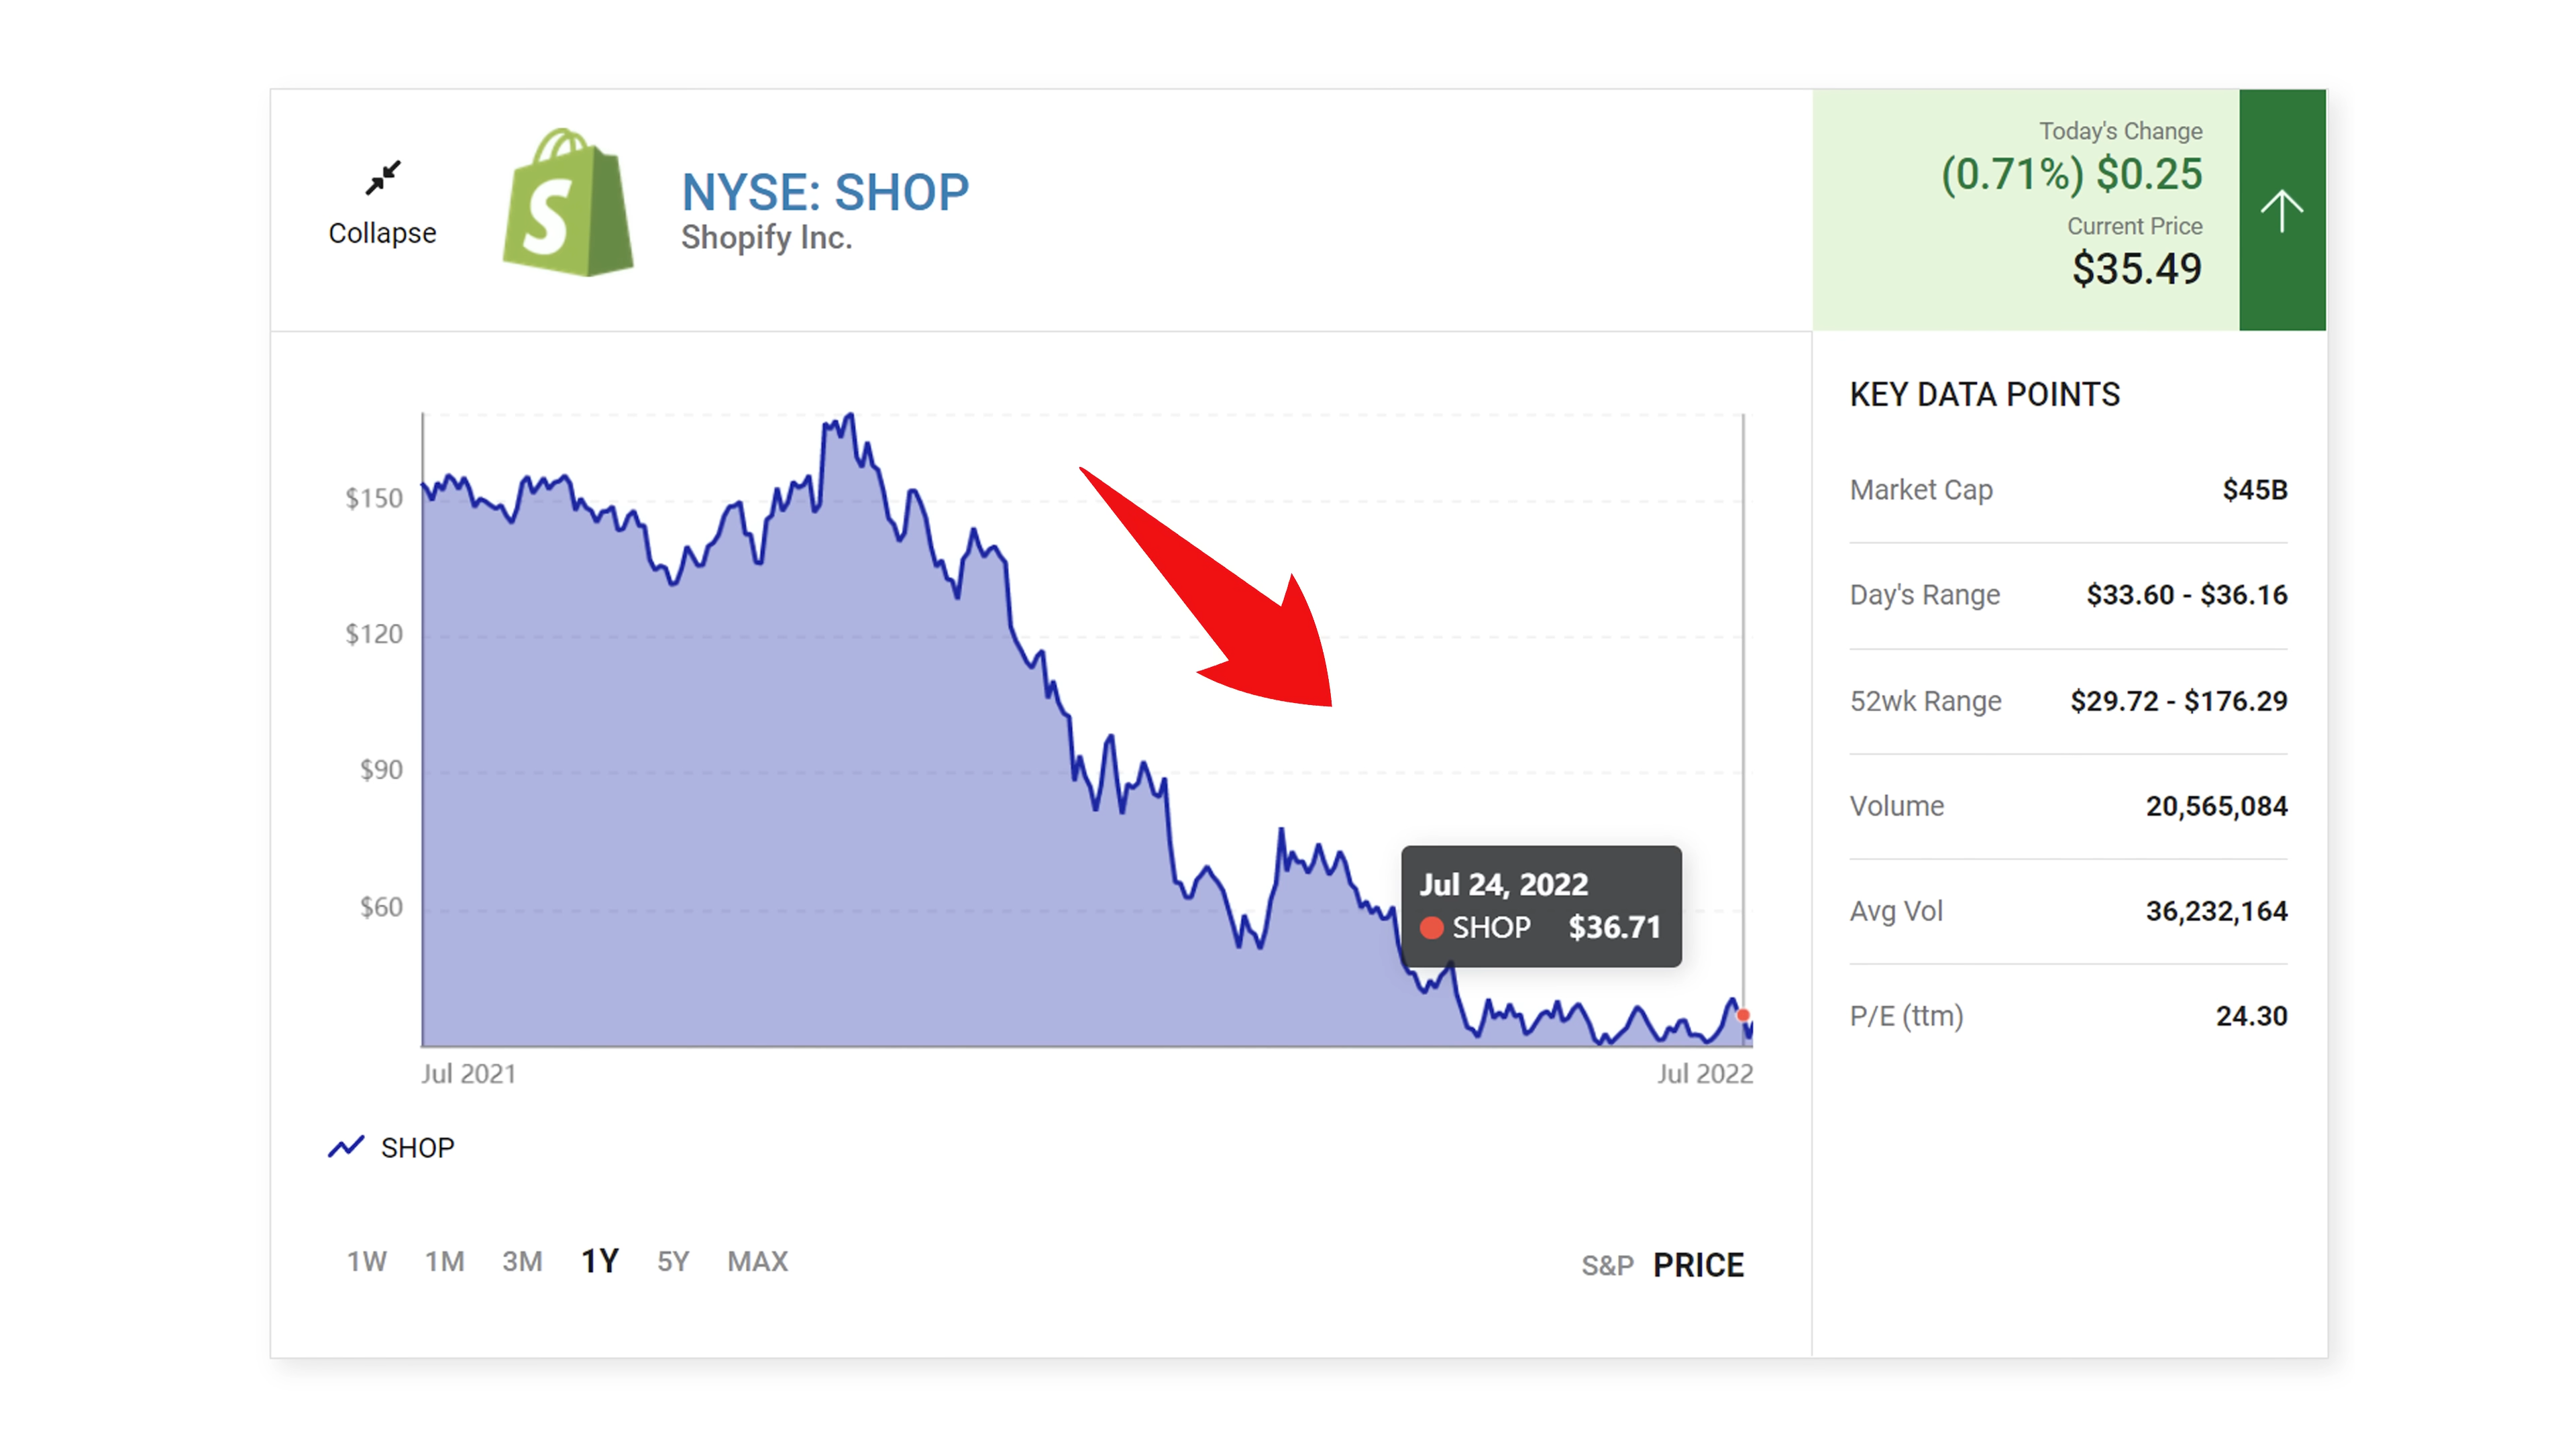 Collapse
S
NYSE: SHOP
Shopify Inc.
Today's Change
(0.71%) $0.25
Current Price
$35.49
$150
$120
$90
$60
Jul 24, 2022
SHOP $36.71
Jul 2021 Jul 2022
SHOP
1W 1M 3M 1Y 5Y MAX S&P PRICE
KEY DATA POINTS
Market Cap $45B
Day's Range $33.60 - $36.16
52wk Range $29.72 - $176.29
Volume 20,565,084
Avg Vol 36,232,164
P/E (ttm) 24.30